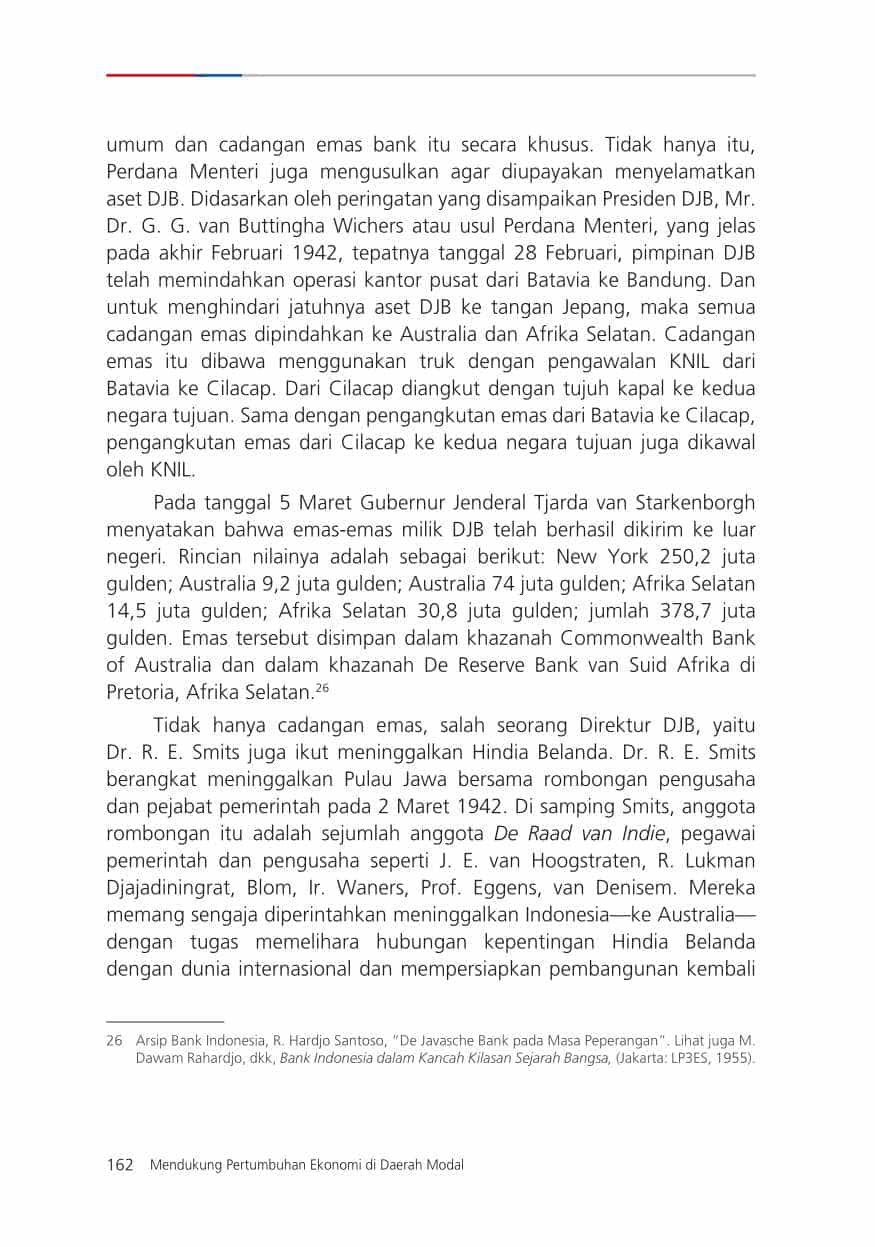 umum dan cadangan emas bank itu secara khusus. Tidak hanya itu,
Perdana Menteri juga mengusulkan agar diupayakan menyelamatkan
aset DJB. Didasarkan oleh peringatan yang disampaikan Presiden DJB, Mr.
Dr. G. G. van Buttingha Wichers atau usul Perdana Menteri, yang jelas
pada akhir Februari 1942, tepatnya tanggal 28 Februari, pimpinan DJB
telah memindahkan operasi kantor pusat dari Batavia ke Bandung. Dan
untuk menghindari jatuhnya aset DJB ke tangan Jepang, maka semua
cadangan emas dipindahkan ke Australia dan Afrika Selatan. Cadangan
emas itu dibawa menggunakan truk dengan pengawalan KNIL dari
Batavia ke Cilacap. Dari Cilacap diangkut dengan tujuh kapal ke kedua
negara tujuan. Sama dengan pengangkutan emas dari Batavia ke Cilacap,
pengangkutan emas dari Cilacap ke kedua negara tujuan juga dikawal
oleh KNIL.
Pada tanggal 5 Maret Gubernur Jenderal Tjarda van Starkenborgh
menyatakan bahwa emas-emas milik DJB telah berhasil dikirim ke luar
negeri. Rincian nilainya adalah sebagai berikut: New York 250,2 juta
gulden; Australia 9,2 juta gulden; Australia 74 juta gulden; Afrika Selatan
14,5 juta gulden; Afrika Selatan 30,8 juta gulden; jumlah 378,7 juta
gulden. Emas tersebut disimpan dalam khazanah Commonwealth Bank
of Australia dan dalam khazanah De Reserve Bank van Suid Afrika di
Pretoria, Afrika Selatan.26
Tidak hanya cadangan emas, salah seorang Direktur DJB, yaitu
Dr. R. E. Smits juga ikut meninggalkan Hindia Belanda. Dr. R. E. Smits
berangkat meninggalkan Pulau Jawa bersama rombongan pengusaha
dan pejabat pemerintah pada 2 Maret 1942. Di samping Smits, anggota
rombongan itu adalah sejumlah anggota De Raad van Indie, pegawai
pemerintah dan pengusaha seperti J. E. van Hoogstraten, R. Lukman
Djajadiningrat, Blom, Ir. Waners, Prof. Eggens, van Denisem. Mereka
memang sengaja diperintahkan meninggalkan Indonesia—ke Australia—
dengan tugas memelihara hubungan kepentingan Hindia Belanda
dengan dunia internasional dan mempersiapkan pembangunan kembali
26 Arsip Bank Indonesia, R. Hardjo Santoso, "De Javasche Bank pada Masa Peperangan". Lihat juga M.
Dawam Rahardjo, dkk, Bank Indonesia dalam Kancah Kilasan Sejarah Bangsa, (Jakarta: LP3ES, 1955).
162 Mendukung Pertumbuhan Ekonomi di Daerah Modal